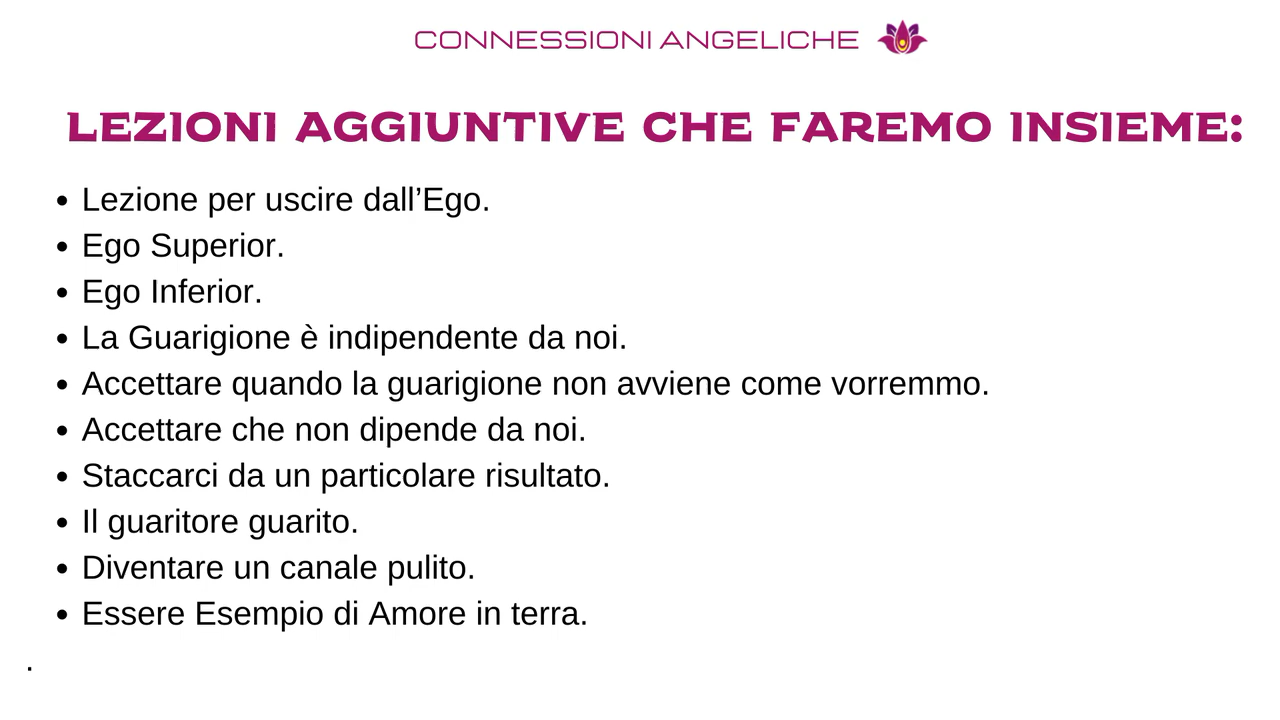 CONNESSIONI ANGELICHE
LEZIONI AGGIUNTIVE CHE FAREMO INSIEME:
• Lezione per uscire dall’Ego.
• Ego Superior.
• Ego Inferior.
• La Guarigione è indipendente da noi.
• Accettare quando la guarigione non avviene come vorremmo.
• Accettare che non dipende da noi.
• Staccarci da un particolare risultato.
• Il guaritore guarito.
• Diventare un canale pulito.
• Essere Esempio di Amore in terra.
.